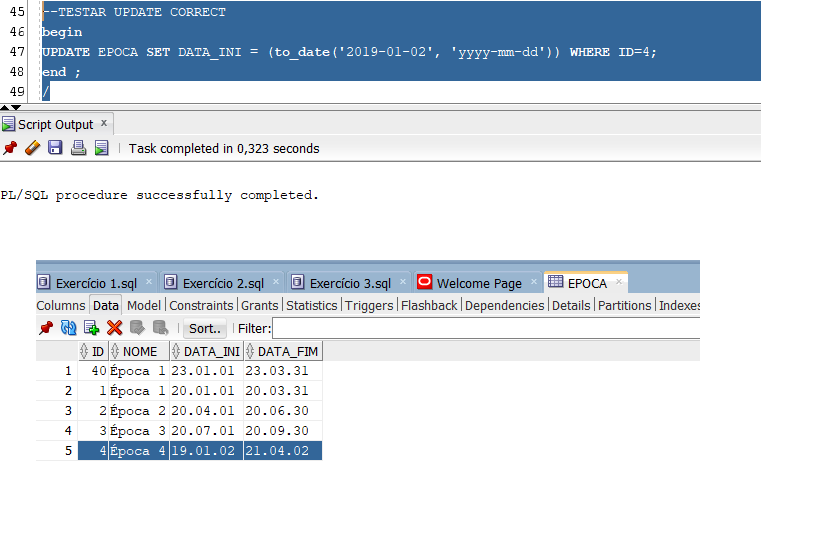 45 --TESTAR UPDATE CORRECT
46 begin
47 UPDATE EPOCA SET DATA_INI = (to_date('2019-01-02', 'yyyy-mm-dd')) WHERE ID=4;
48 end ;
49 /
Script Output x
Task completed in 0,323 seconds
PL/SQL procedure successfully completed.
Exercício 1.sql Exercício 2.sql Exercício 3.sql Welcome Page EPOCA
Columns Data Model Constraints Grants Statistics Triggers Flashback Dependencies Details Partitions Indexes
Sort.. Filter:
ID NOME DATA_INI DATA_FIM
1 40 Época 1 23.01.01 23.03.31
2 1 Época 1 20.01.01 20.03.31
3 2 Época 2 20.04.01 20.06.30
4 3 Época 3 20.07.01 20.09.30
5 4 Época 4 19.01.02 21.04.02